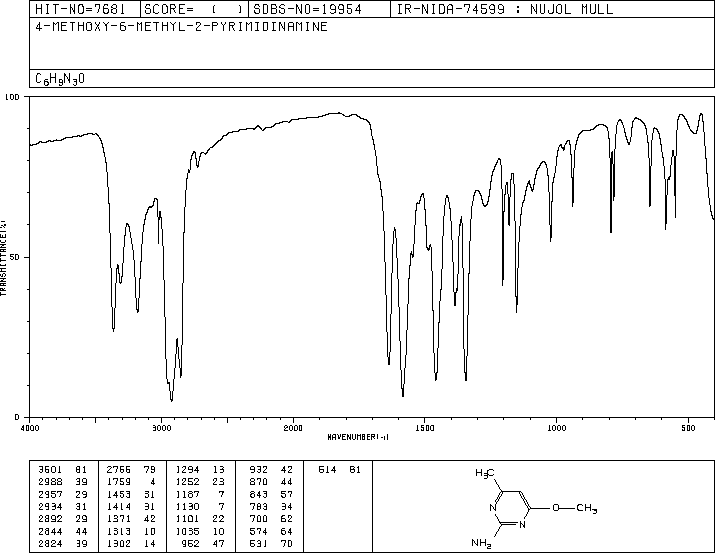 HIT-NO=7681 SCORE= ( ) SDBS-NO=19954 IR-NIDA-74599 : NUJOL MULL
4-METHOXY-6-METHYL-2-PYRIMIDINAMINE
C6H9N3O
100
50
0
TRANSMITTANCE(%)
4000 3000 2000 1500 1000 500
WAVENUMBER(-1)
3601 81 2766 79 1294 13 932 42 614 81
2988 39 1759 4 1252 23 870 44
2957 29 1453 31 1187 7 843 57
2934 31 1414 31 1130 7 783 34
2892 29 1371 42 1101 22 700 62
2844 44 1313 10 1035 10 574 64
2824 39 1302 14 962 47 531 70
H3C
N
O CH3
N
NH2